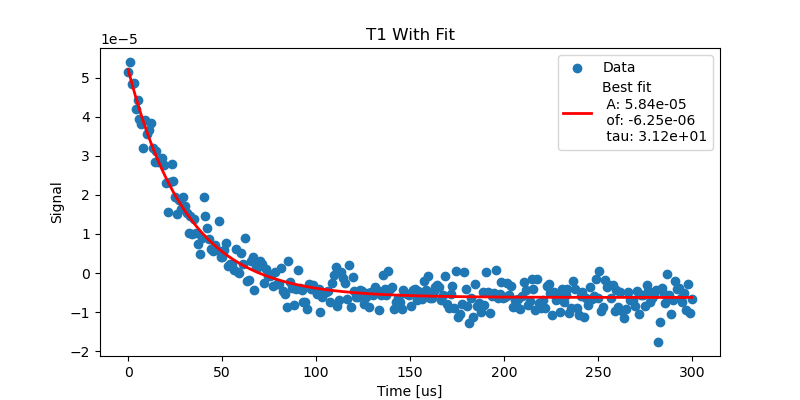 T1 With Fit
1e−5
Data
Best fit
A: 5.84e-05
of: -6.25e-06
tau: 3.12e+01
5
4
3
2
1
0
−1
−2
Signal
0 50 100 150 200 250 300
Time [us]